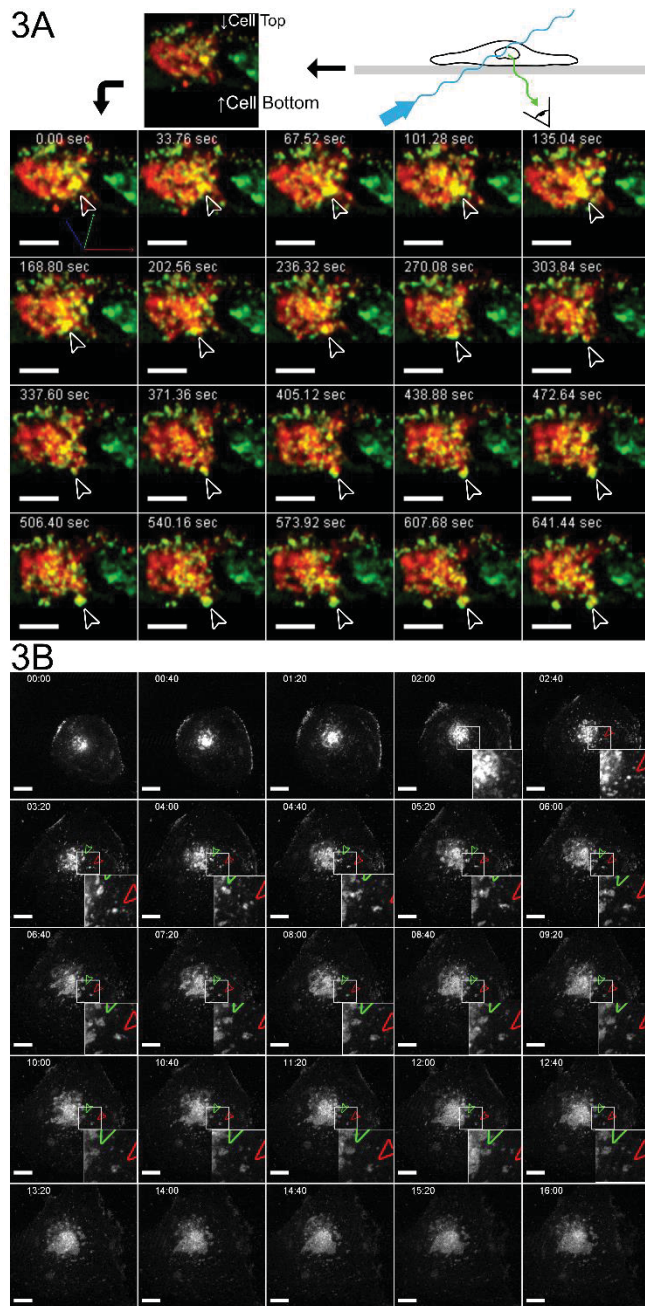 3A
↓Cell Top
↑Cell Bottom
0.00 sec 33.76 sec 67.52 sec 101.28 sec 135.04 sec
168.80 sec 202.56 sec 236.32 sec 270.08 sec 303.84 sec
337.60 sec 371.36 sec 405.12 sec 438.88 sec 472.64 sec
506.40 sec 540.16 sec 573.92 sec 607.68 sec 641.44 sec
3B
00:00 00:40 01:20 02:00 02:40
03:20 04:00 04:40 05:20 06:00
06:40 07:20 08:00 08:40 09:20
10:00 10:40 11:20 12:00 12:40
13:20 14:00 14:40 15:20 16:00